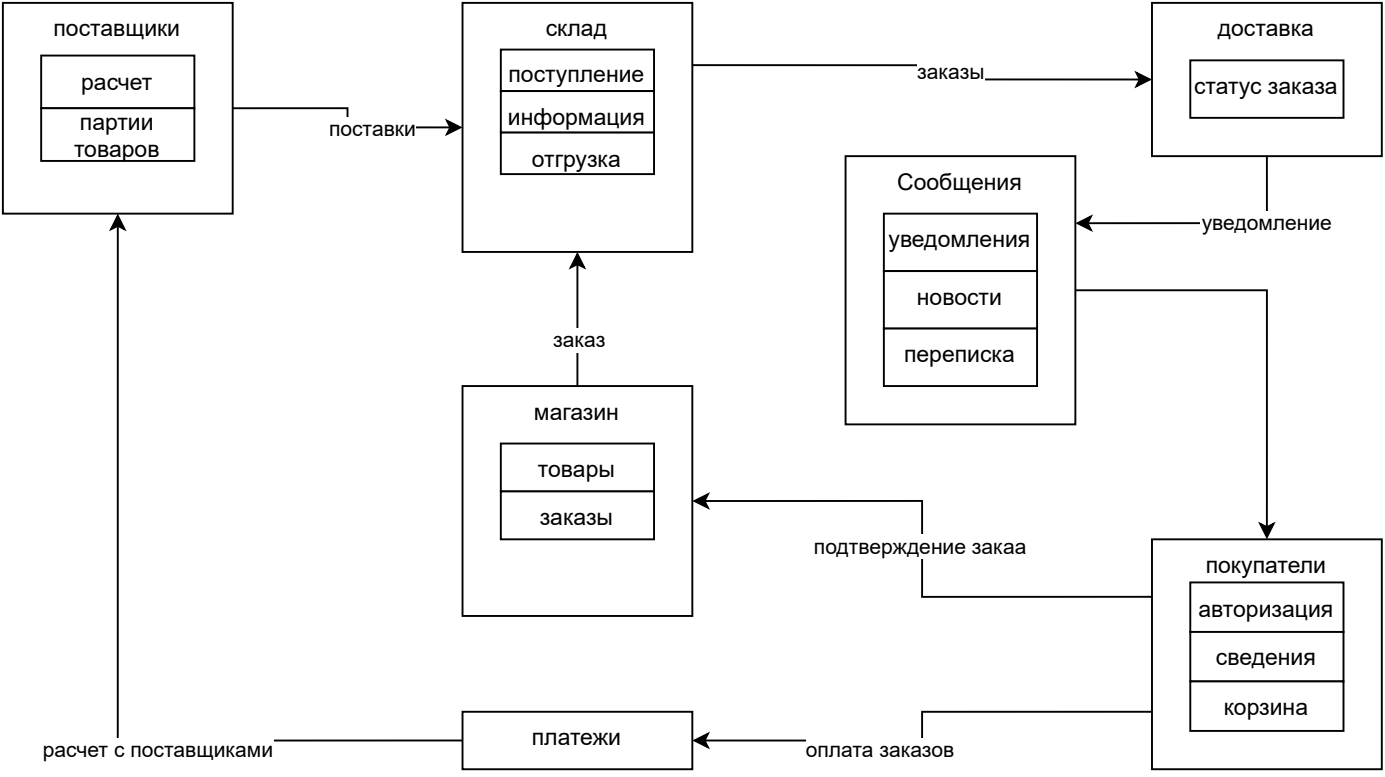 поставщики
расчет
партии
товаров
поставки
склад
поступление
информация
отгрузка
заказы
доставка
статус заказа
уведомление
Сообщения
уведомления
новости
переписка
заказ
магазин
товары
заказы
подтверждение закаа
покупатели
авторизация
сведения
корзина
оплата заказов
платежи
расчет с поставщиками